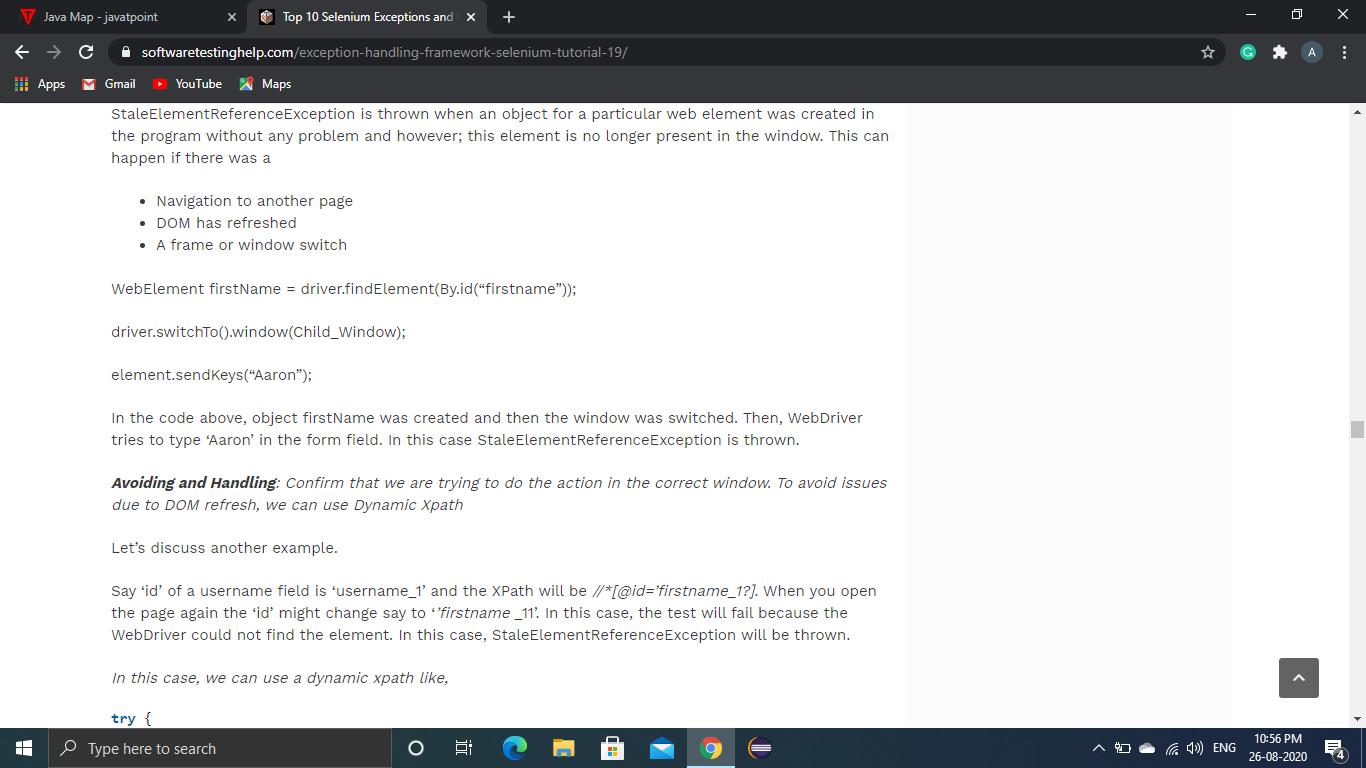 Java Map - javatpoint
Top 10 Selenium Exceptions and
softwaretestinghelp.com/exception-handling-framework-selenium-tutorial-19/
G
A
Apps
Gmail
YouTube
Maps
StaleElementReferenceException is thrown when an object for a particular web element was created in
the program without any problem and however; this element is no longer present in the window. This can
happen if there was a
• Navigation to another page
• DOM has refreshed
• A frame or window switch
WebElement firstName = driver.findElement(By.id(“firstname”));
driver.switchTo().window(Child_Window);
element.sendKeys(“Aaron”);
In the code above, object firstName was created and then the window was switched. Then, WebDriver
tries to type ‘Aaron’ in the form field. In this case StaleElementReferenceException is thrown.
Avoiding and Handling: Confirm that we are trying to do the action in the correct window. To avoid issues
due to DOM refresh, we can use Dynamic Xpath
Let’s discuss another example.
Say ‘id’ of a username field is ‘username_1’ and the XPath will be //*[@id=’firstname_1?]. When you open
the page again the ‘id’ might change say to ‘’firstname _11’. In this case, the test will fail because the
WebDriver could not find the element. In this case, StaleElementReferenceException will be thrown.
In this case, we can use a dynamic xpath like,
try {
Type here to search
ENG
10:56 PM
26-08-2020
4